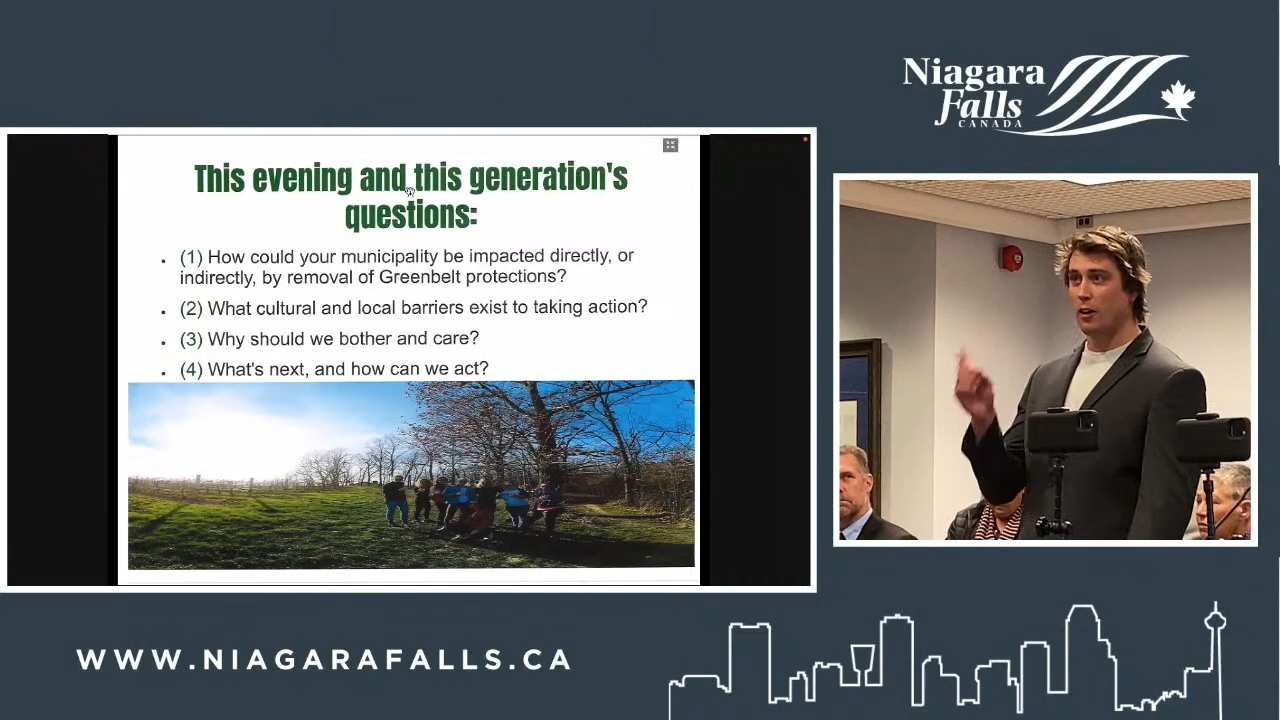 Niagara
Falls
CANADA
This evening and this generation's
questions:
(1) How could your municipality be impacted directly, or
indirectly, by removal of Greenbelt protections?
(2) What cultural and local barriers exist to taking action?
(3) Why should we bother and care?
(4) What's next, and how can we act?
WWW.NIAGARAFALLS.CA